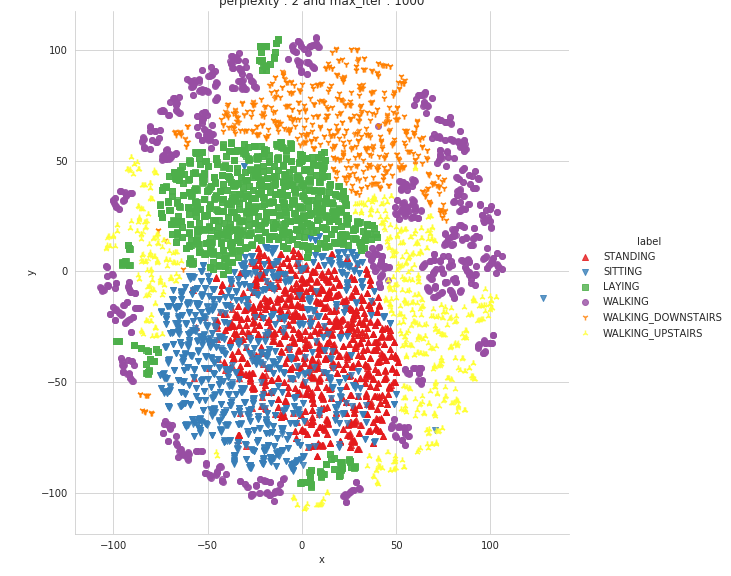 perplexity : 2 and max_iter : 1000
100
50
0
−50
−100
y
−100
−50
0
50
100
x
label
STANDING
SITTING
LAYING
WALKING
WALKING_DOWNSTAIRS
WALKING_UPSTAIRS